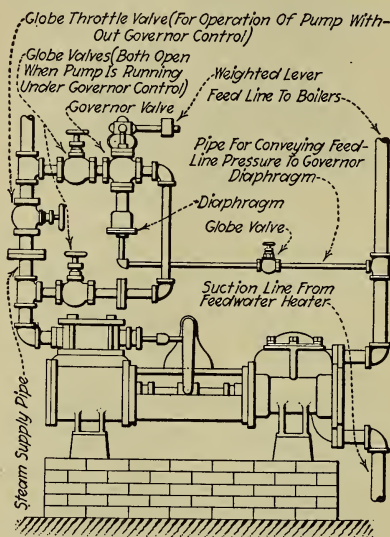 Globe Throttle Valve (For Operation Of Pump With-
Out Governor Control)
Globe Valves (Both Open
When Pump Is Running
Under Governor Control)
Governor Valve
Weighted Lever
Feed Line To Boilers
Pipe For Conveying Feed-
Line Pressure To Governor
Diaphragm
Diaphragm
Globe Valve
Suction Line From
Feedwater Heater
Steam Supply Pipe